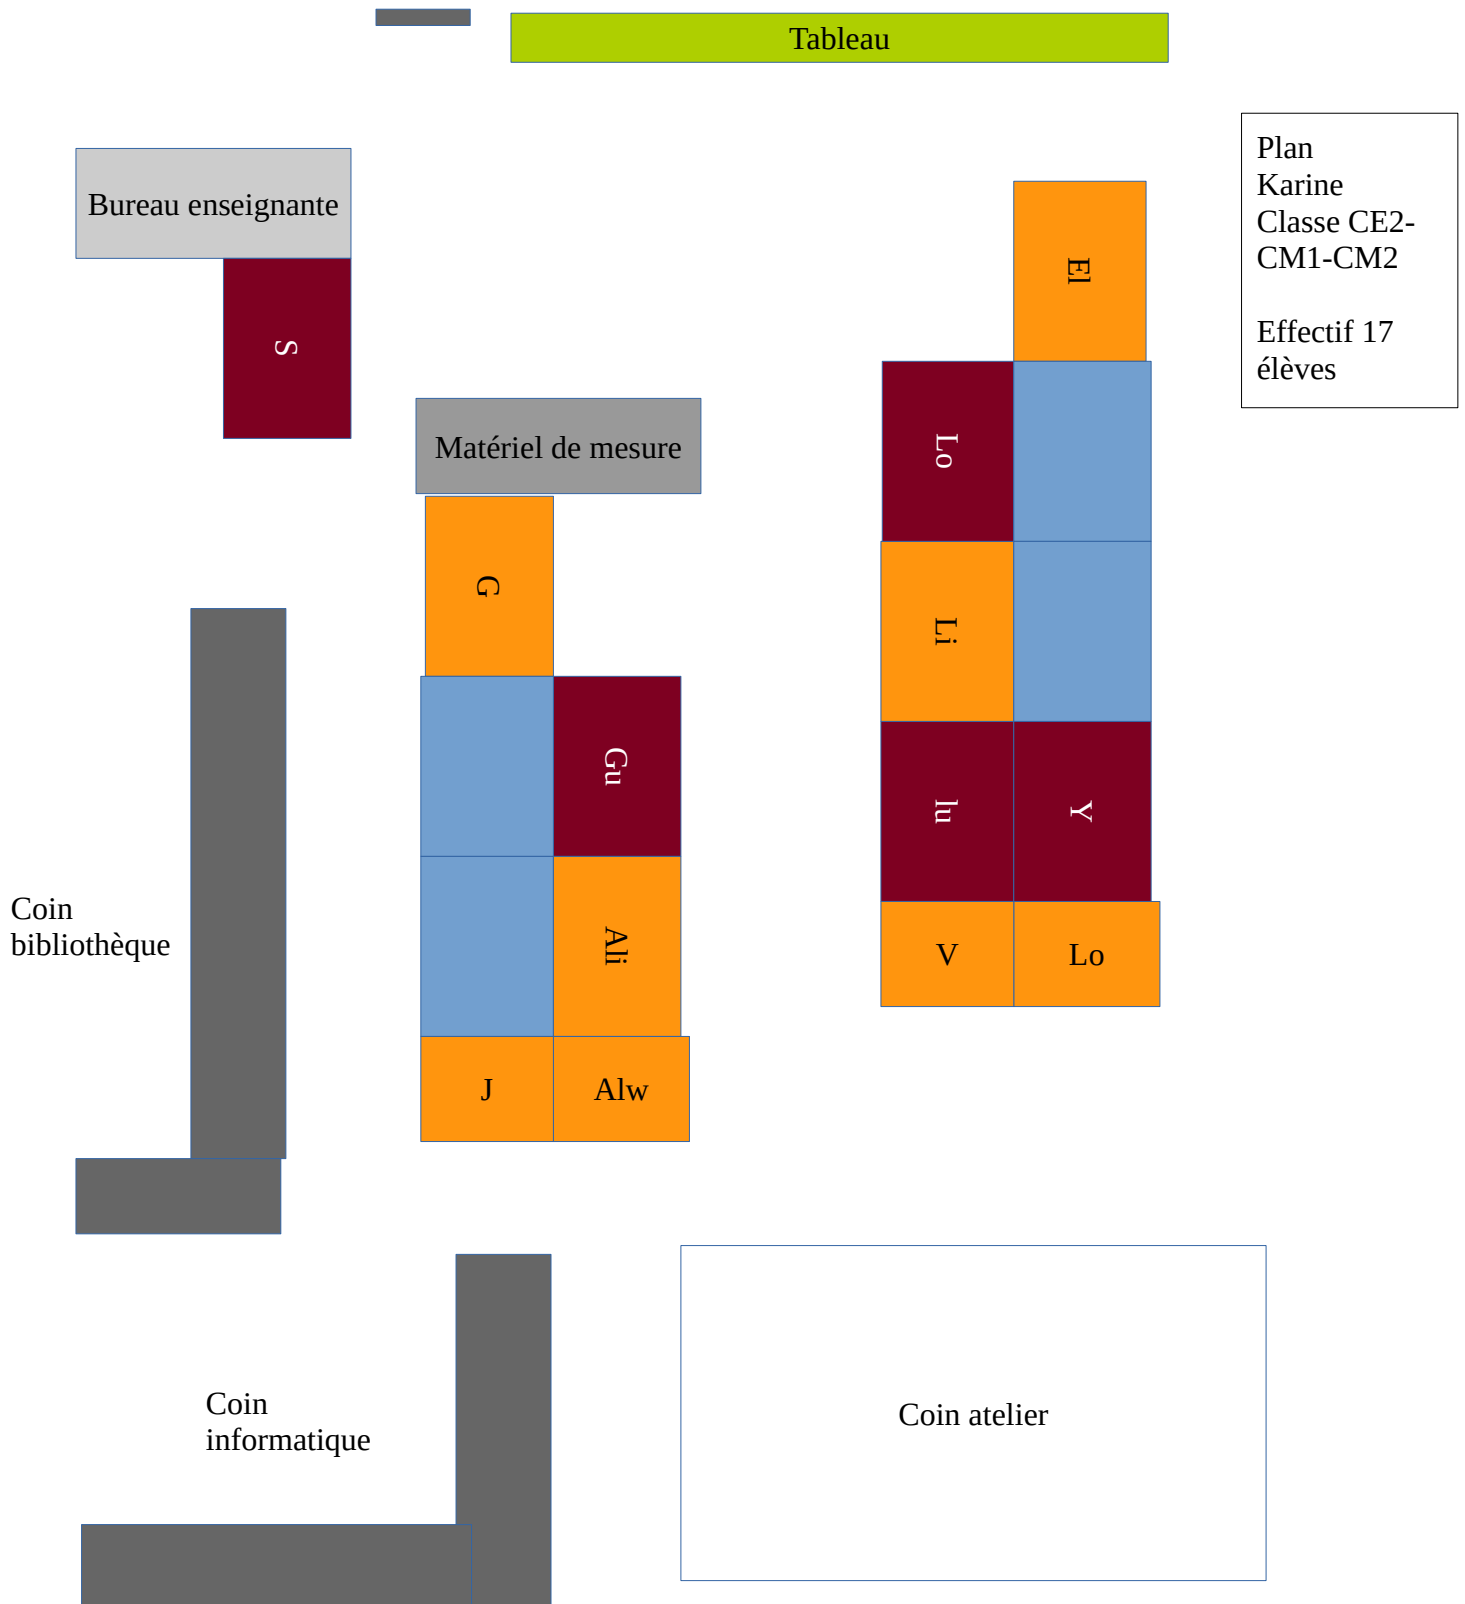 Tableau
Plan
Karine
Classe CE2-
CM1-CM2
Effectif 17
élèves
Bureau enseignante
El
S
Matériel de mesure
Lo
G
Li
Gu
lu
Y
Coin
bibliothèque
Ali
V
Lo
J
Alw
Coin
informatique
Coin atelier